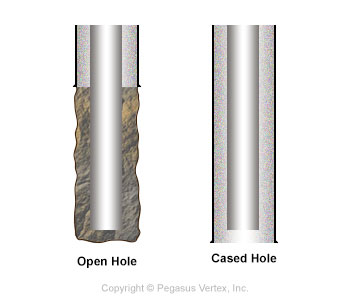 Open Hole
Cased Hole
Copyright © Pegasus Vertex, Inc.